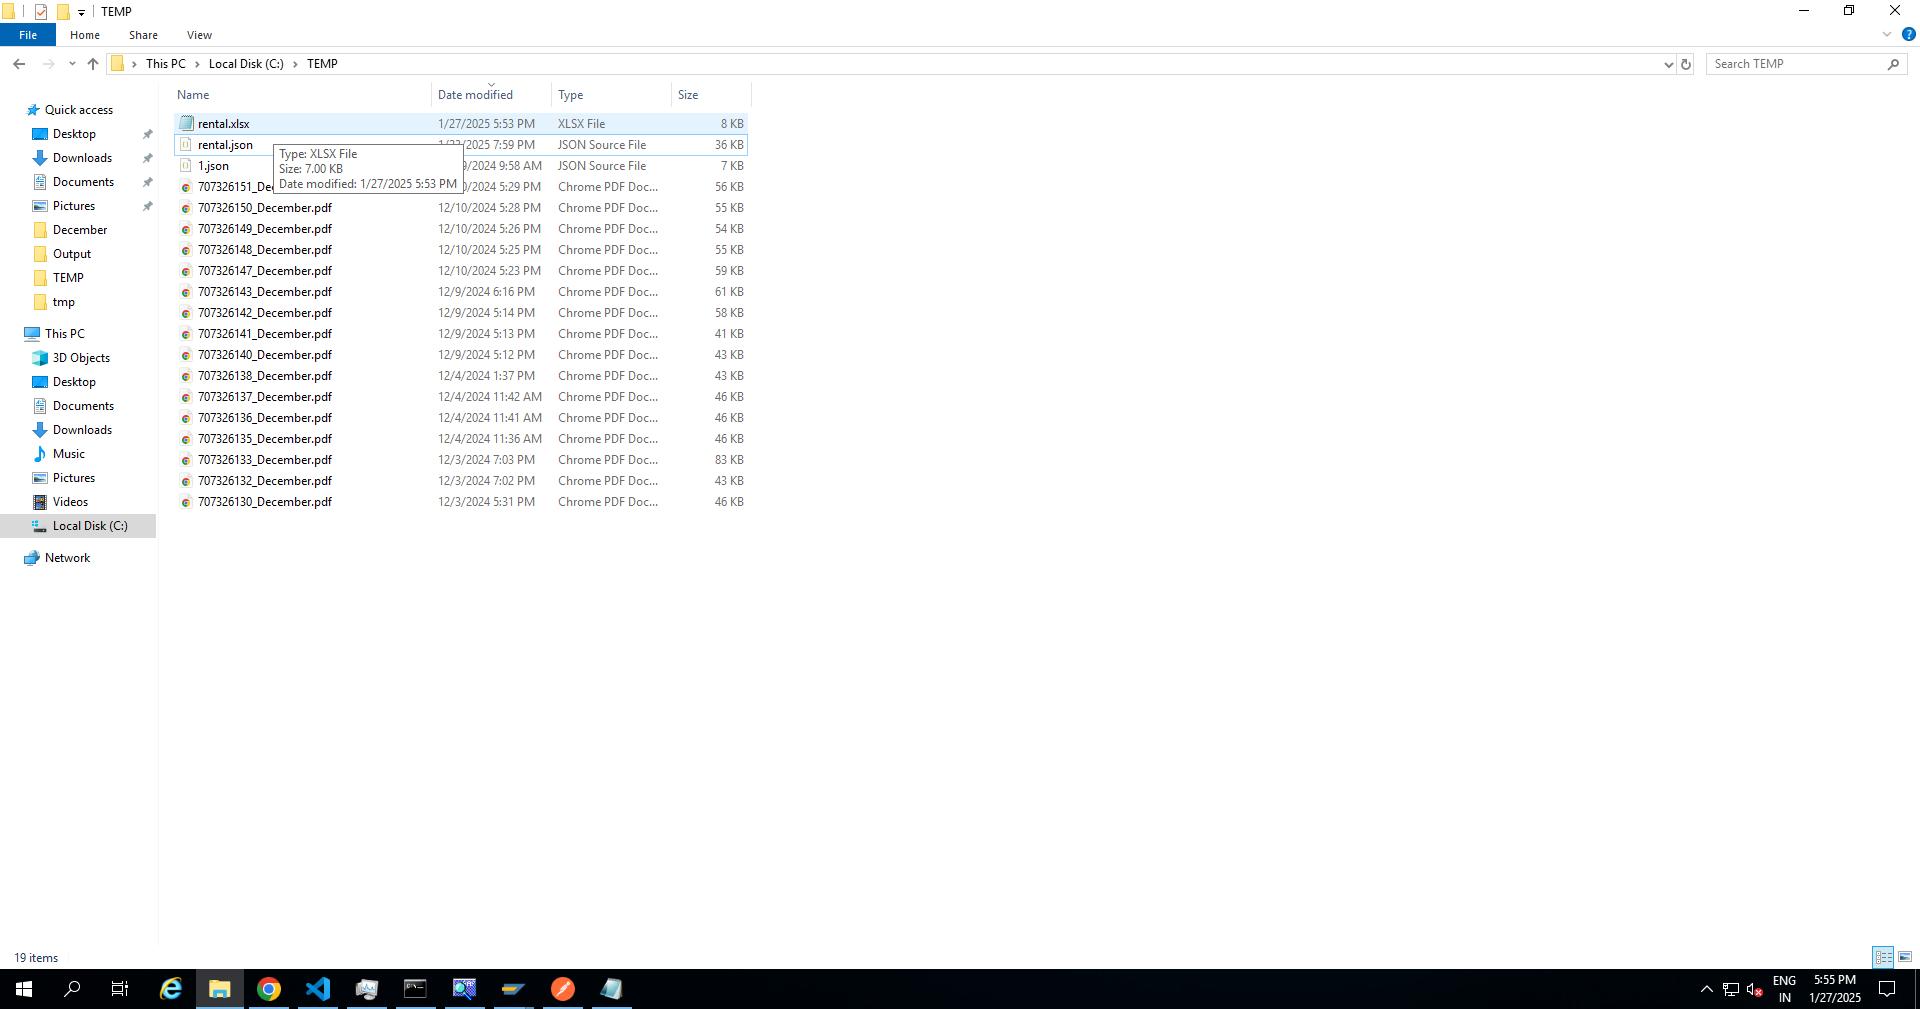 TEMP
File Home Share View
This PC Local Disk (C:) TEMP Search TEMP
Name Date modified Type Size
Quick access
Desktop
Downloads
Documents
Pictures
December
Output
TEMP
tmp
This PC
3D Objects
Desktop
Documents
Downloads
Music
Pictures
Videos
Local Disk (C:)
Network
rental.xlsx 1/27/2025 5:53 PM XLSX File 8 KB
rental.json 7:59 PM JSON Source File 36 KB
1.json 9:58 AM JSON Source File 7 KB
Type: XLSX File
Size: 7.00 KB
Date modified: 1/27/2025 5:53 PM
707326151_De 5:29 PM Chrome PDF Doc... 56 KB
707326150_December.pdf 12/10/2024 5:28 PM Chrome PDF Doc... 55 KB
707326149_December.pdf 12/10/2024 5:26 PM Chrome PDF Doc... 54 KB
707326148_December.pdf 12/10/2024 5:25 PM Chrome PDF Doc... 55 KB
707326147_December.pdf 12/10/2024 5:23 PM Chrome PDF Doc... 59 KB
707326143_December.pdf 12/9/2024 6:16 PM Chrome PDF Doc... 61 KB
707326142_December.pdf 12/9/2024 5:14 PM Chrome PDF Doc... 58 KB
707326141_December.pdf 12/9/2024 5:13 PM Chrome PDF Doc... 41 KB
707326140_December.pdf 12/9/2024 5:12 PM Chrome PDF Doc... 43 KB
707326138_December.pdf 12/4/2024 1:37 PM Chrome PDF Doc... 43 KB
707326137_December.pdf 12/4/2024 11:42 AM Chrome PDF Doc... 46 KB
707326136_December.pdf 12/4/2024 11:41 AM Chrome PDF Doc... 46 KB
707326135_December.pdf 12/4/2024 11:36 AM Chrome PDF Doc... 46 KB
707326133_December.pdf 12/3/2024 7:03 PM Chrome PDF Doc... 83 KB
707326132_December.pdf 12/3/2024 7:02 PM Chrome PDF Doc... 43 KB
707326130_December.pdf 12/3/2024 5:31 PM Chrome PDF Doc... 46 KB
19 items
ENG 5:55 PM
IN 1/27/2025